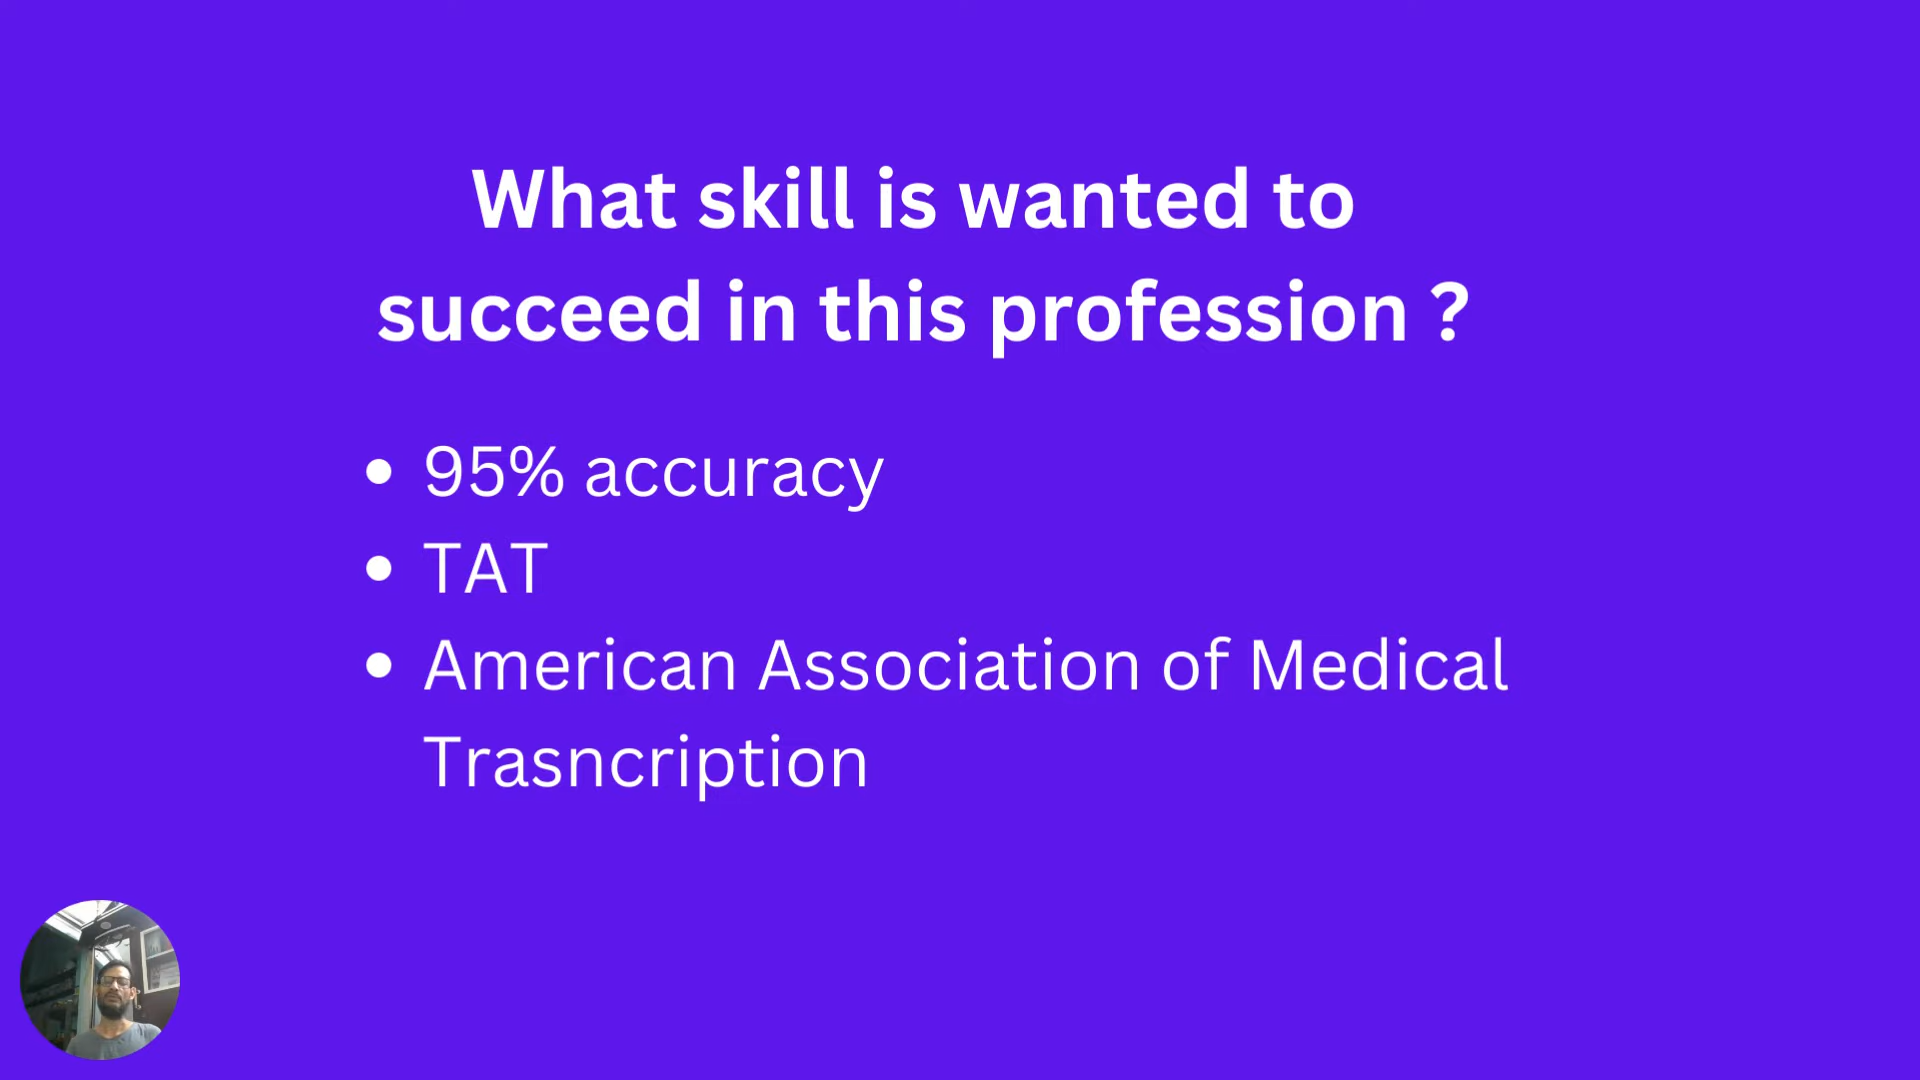 What skill is wanted to
succeed in this profession ?
• 95% accuracy
• TAT
• American Association of Medical
Trasncription